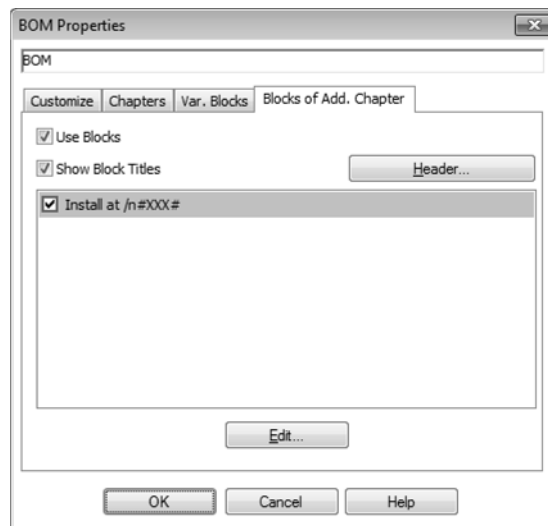 BOM Properties
BOM
Customize Chapters Var. Blocks Blocks of Add. Chapter
Use Blocks
Show Block Titles Header...
Install at /n#XXX#
Edit...
OK Cancel Help